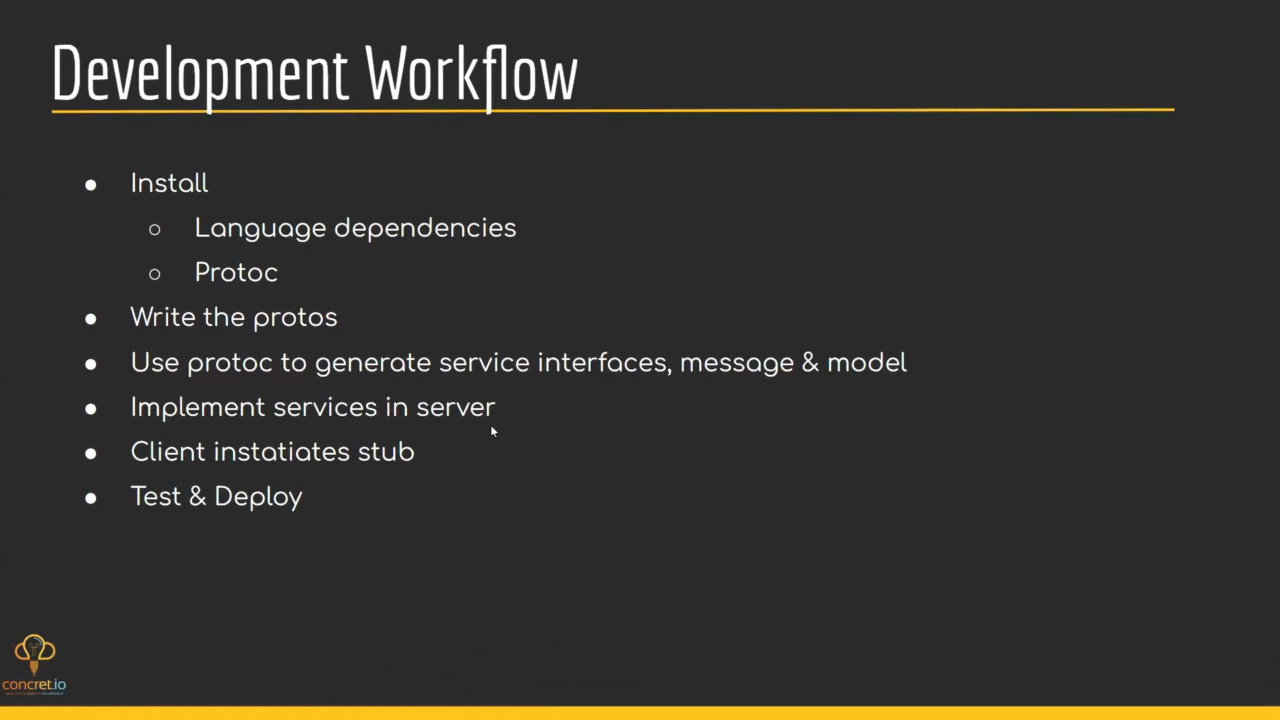 Development Workflow
● Install
○ Language dependencies
○ Protoc
● Write the protos
● Use protoc to generate service interfaces, message & model
● Implement services in server
● Client instatiates stub
● Test & Deploy
concret.io